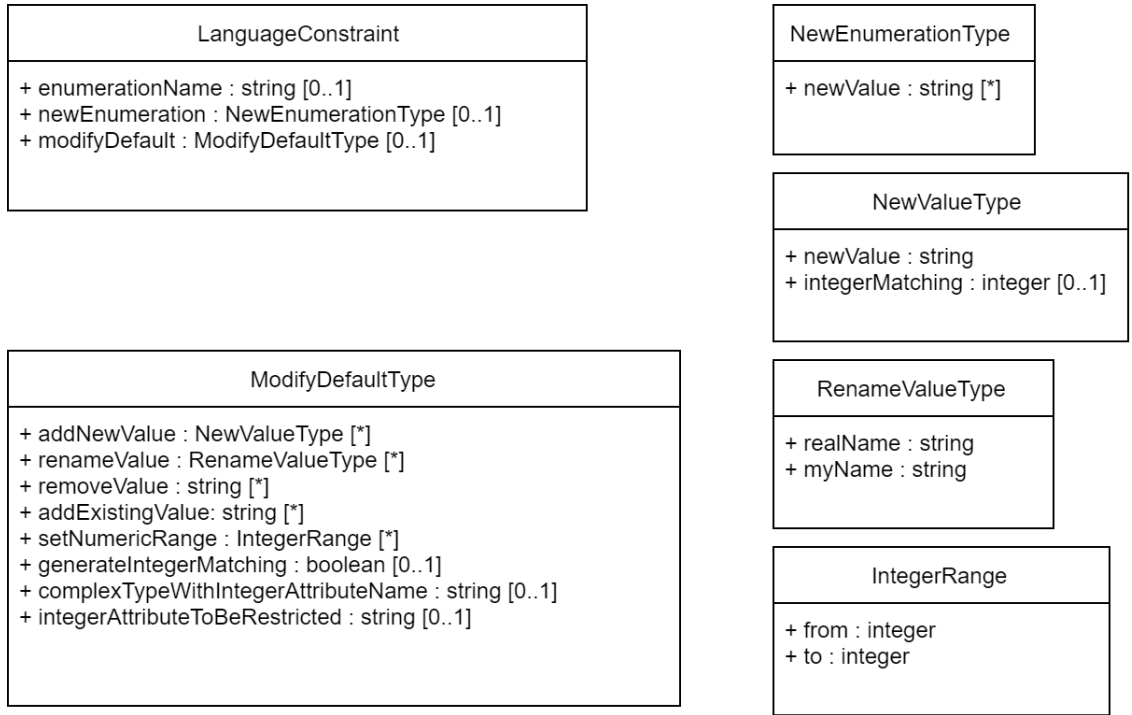 LanguageConstraint
+ enumerationName : string [0..1]
+ newEnumeration : NewEnumerationType [0..1]
+ modifyDefault : ModifyDefaultType [0..1]
NewEnumerationType
+ newValue : string [*]
NewValueType
+ newValue : string
+ integerMatching : integer [0..1]
ModifyDefaultType
+ addNewValue : NewValueType [*]
+ renameValue : RenameValueType [*]
+ removeValue : string [*]
+ addExistingValue: string [*]
+ setNumericRange : IntegerRange [*]
+ generateIntegerMatching : boolean [0..1]
+ complexTypeWithIntegerAttributeName : string [0..1]
+ integerAttributeToBeRestricted : string [0..1]
RenameValueType
+ realName : string
+ myName : string
IntegerRange
+ from : integer
+ to : integer